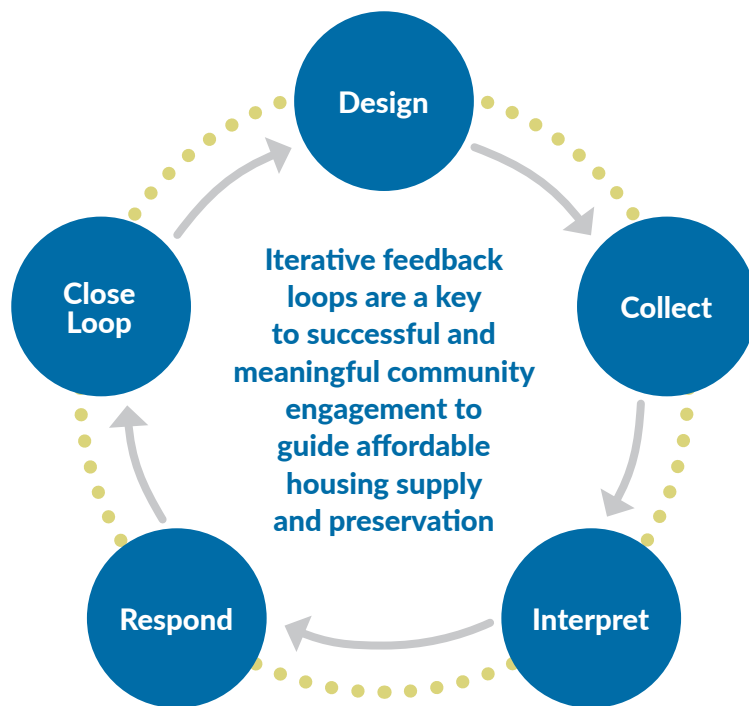 Design
Collect
Interpret
Respond
Close
Loop
Iterative feedback
loops are a key
to successful and
meaningful community
engagement to
guide affordable
housing supply
and preservation